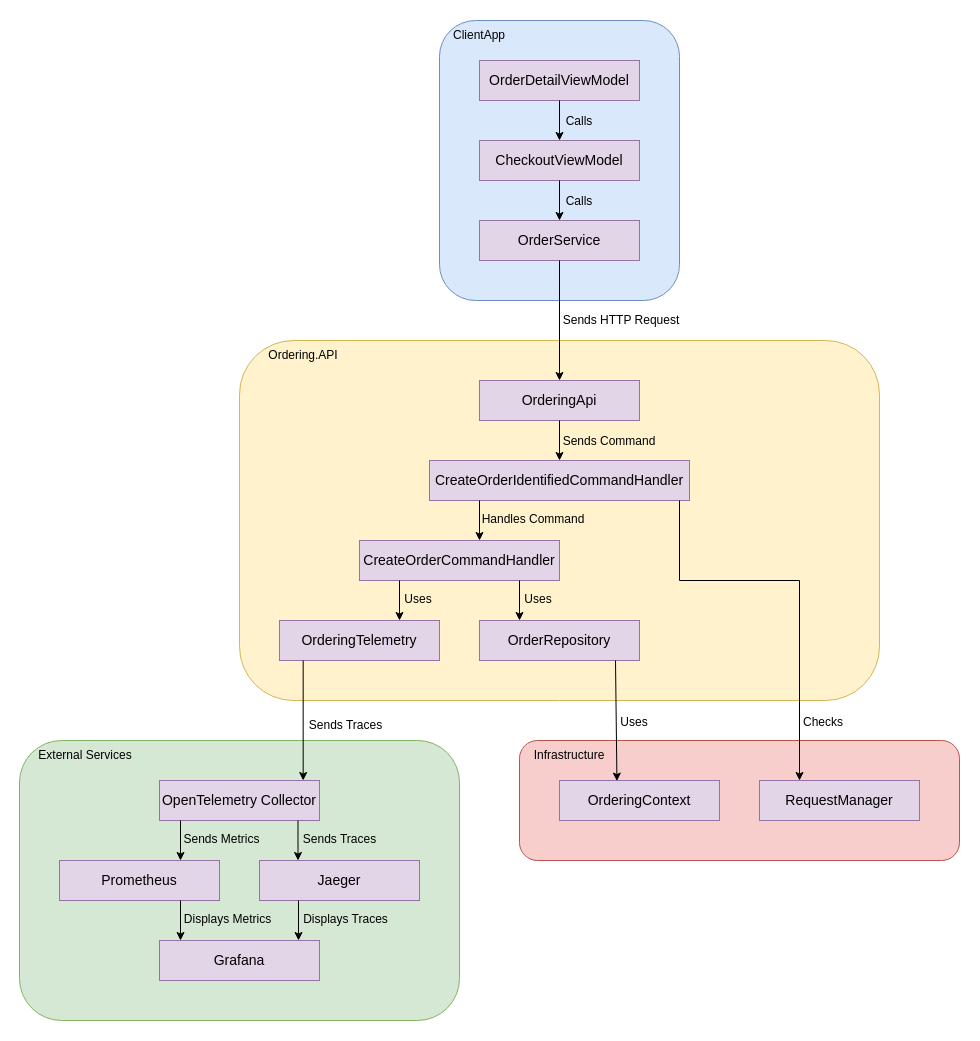 ClientApp
OrderDetailViewModel
Calls
CheckoutViewModel
Calls
OrderService
Sends HTTP Request
Ordering.API
OrderingApi
Sends Command
CreateOrderIdentifiedCommandHandler
Handles Command
CreateOrderCommandHandler
Uses
Uses
OrderingTelemetry
OrderRepository
Sends Traces
Uses
Checks
External Services
Infrastructure
OpenTelemetry Collector
OrderingContext
RequestManager
Sends Metrics
Sends Traces
Prometheus
Jaeger
Displays Metrics
Displays Traces
Grafana